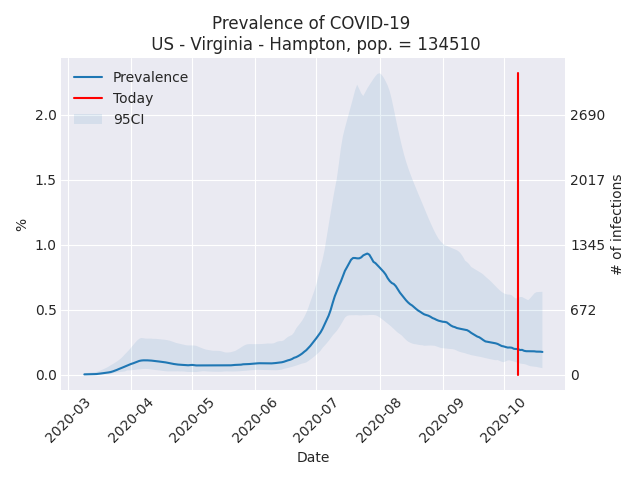 Prevalence of COVID-19
US - Virginia - Hampton, pop. = 134510
Prevalence
Today
95CI
2.0
1.5
1.0
0.5
0.0
%
2690
2017
1345
672
0
# of infections
2020-03
2020-04
2020-05
2020-06
2020-07
2020-08
2020-09
2020-10
Date